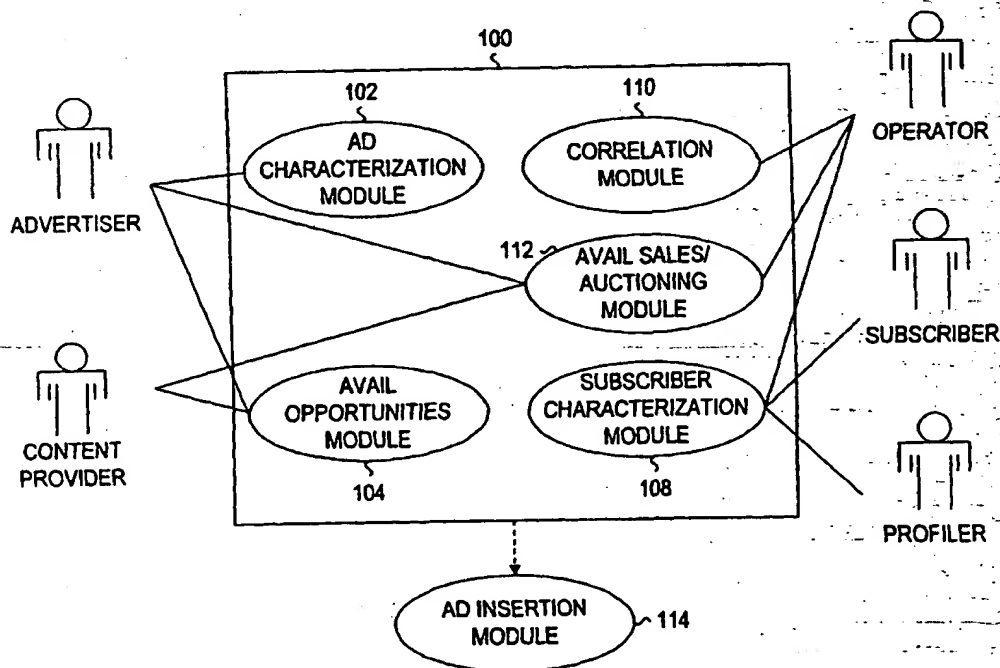 100
102
AD
CHARACTERIZATION
MODULE
110
CORRELATION
MODULE
ADVERTISER
OPERATOR
112
AVAIL SALES/
AUCTIONING
MODULE
SUBSCRIBER
CONTENT
PROVIDER
AVAIL
OPPORTUNITIES
MODULE
104
SUBSCRIBER
CHARACTERIZATION
MODULE
108
PROFILER
AD INSERTION
MODULE
114